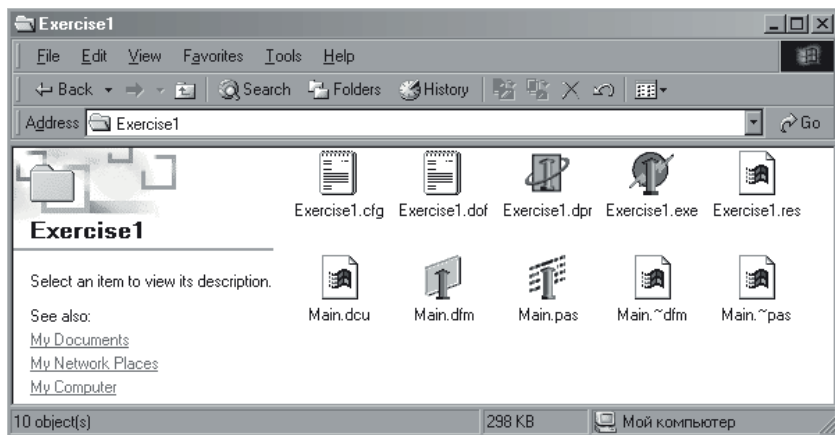 Exercise1
File Edit View Favorites Tools Help
Back Search Folders History
Address Exercise1 Go
Exercise1.cfg Exercise1.dof Exercise1.dpr Exercise1.exe Exercise1.res
Exercise1
Select an item to view its description.
Main.dcu Main.dfm Main.pas Main.~dfm Main.~pas
See also:
My Documents
My Network Places
My Computer
10 object(s) 298 KB Мой компьютер